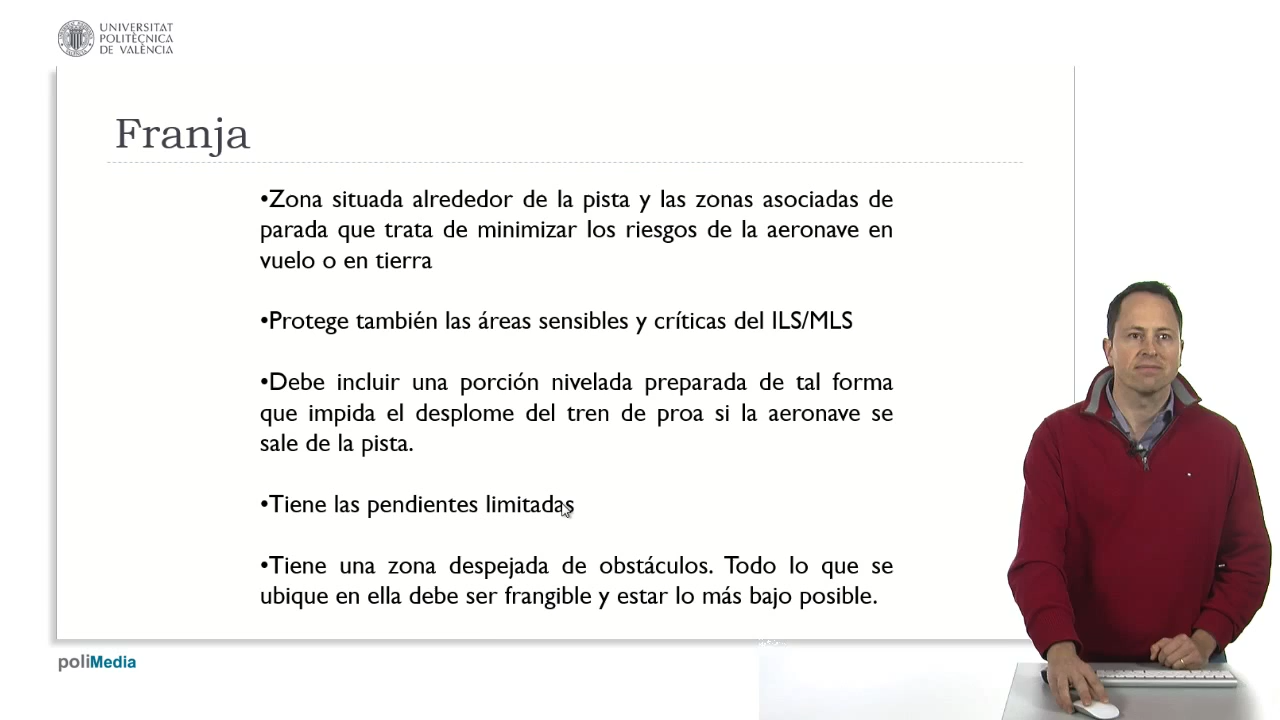 UNIVERSITAT
POLITÈCNICA
DE VALÈNCIA
Franja
•Zona situada alrededor de la pista y las zonas asociadas de
parada que trata de minimizar los riesgos de la aeronave en
vuelo o en tierra
•Protege también las áreas sensibles y críticas del ILS/MLS
•Debe incluir una porción nivelada preparada de tal forma
que impida el desplome del tren de proa si la aeronave se
sale de la pista.
•Tiene las pendientes limitadas
•Tiene una zona despejada de obstáculos. Todo lo que se
ubique en ella debe ser frangible y estar lo más bajo posible.
poliMedia